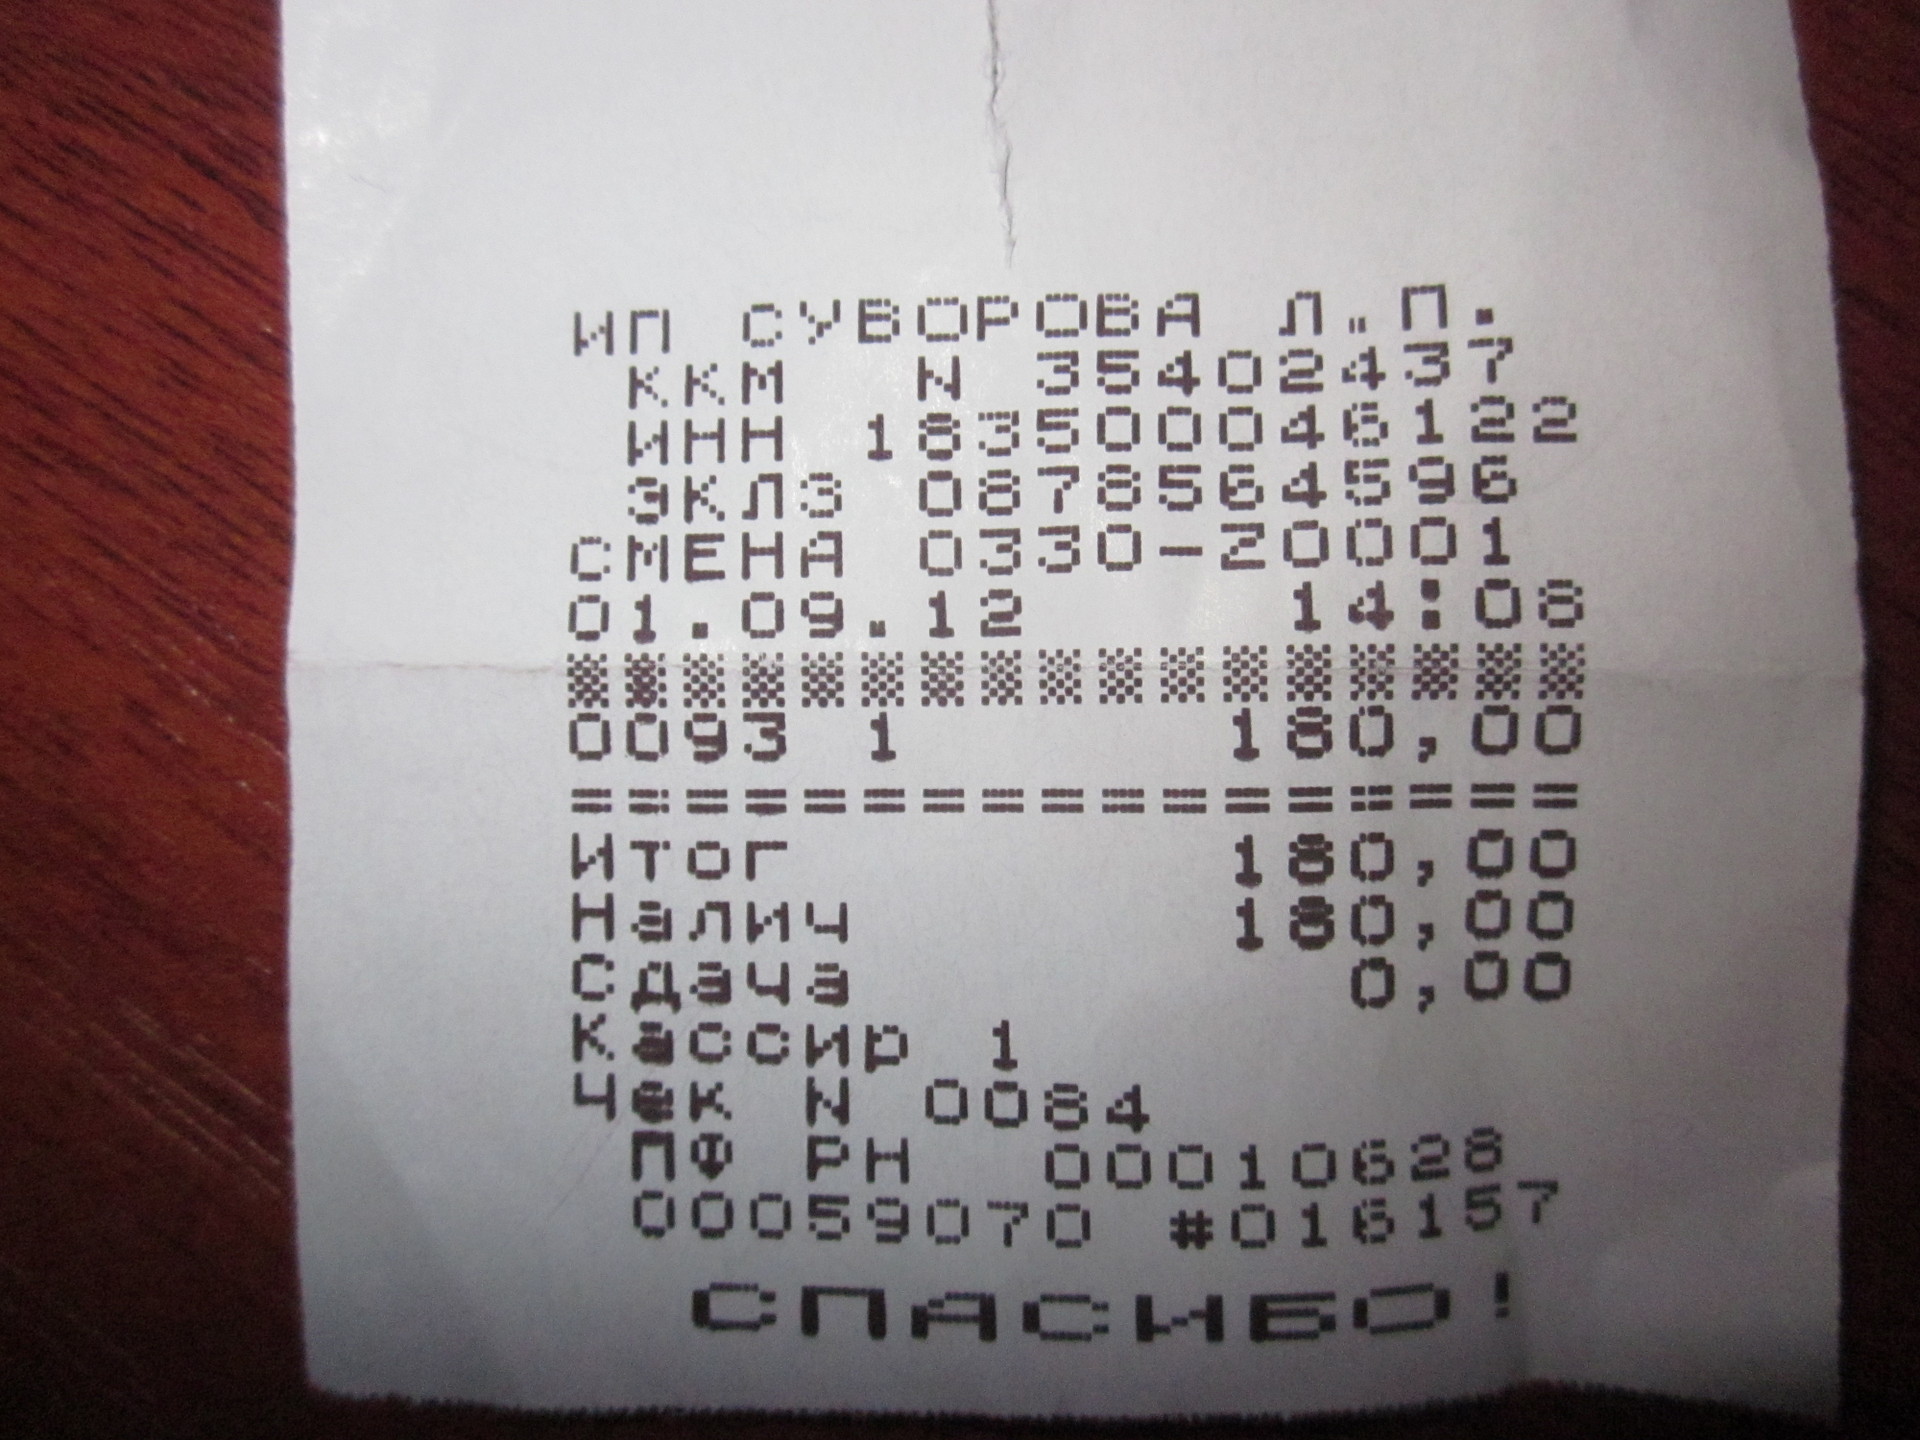 ИП СУВОРОВА Л.П.
ККМ N 35402437
ИНН 183500046122
ЭКЛЗ 0878564596
СМЕНА 0330-Z0001
01.09.12 14:08
0093 1 180,00
=================
Итог 180,00
Налич 180,00
Сдача 0,00
Кассир 1
Чек N 0084
ПФ РН 00010628
00059070 #016157
СПАСИБО!